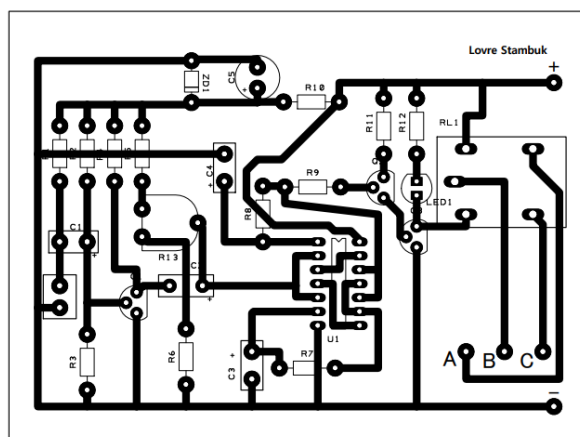 Lovre Stambuk
+
ZD1
C5
+
R10
R11
R12
RL1
C4
+
R9
R8
LED1
C1
+
R13
+
U1
R3
R6
+
C3
R7
A
B
C
−